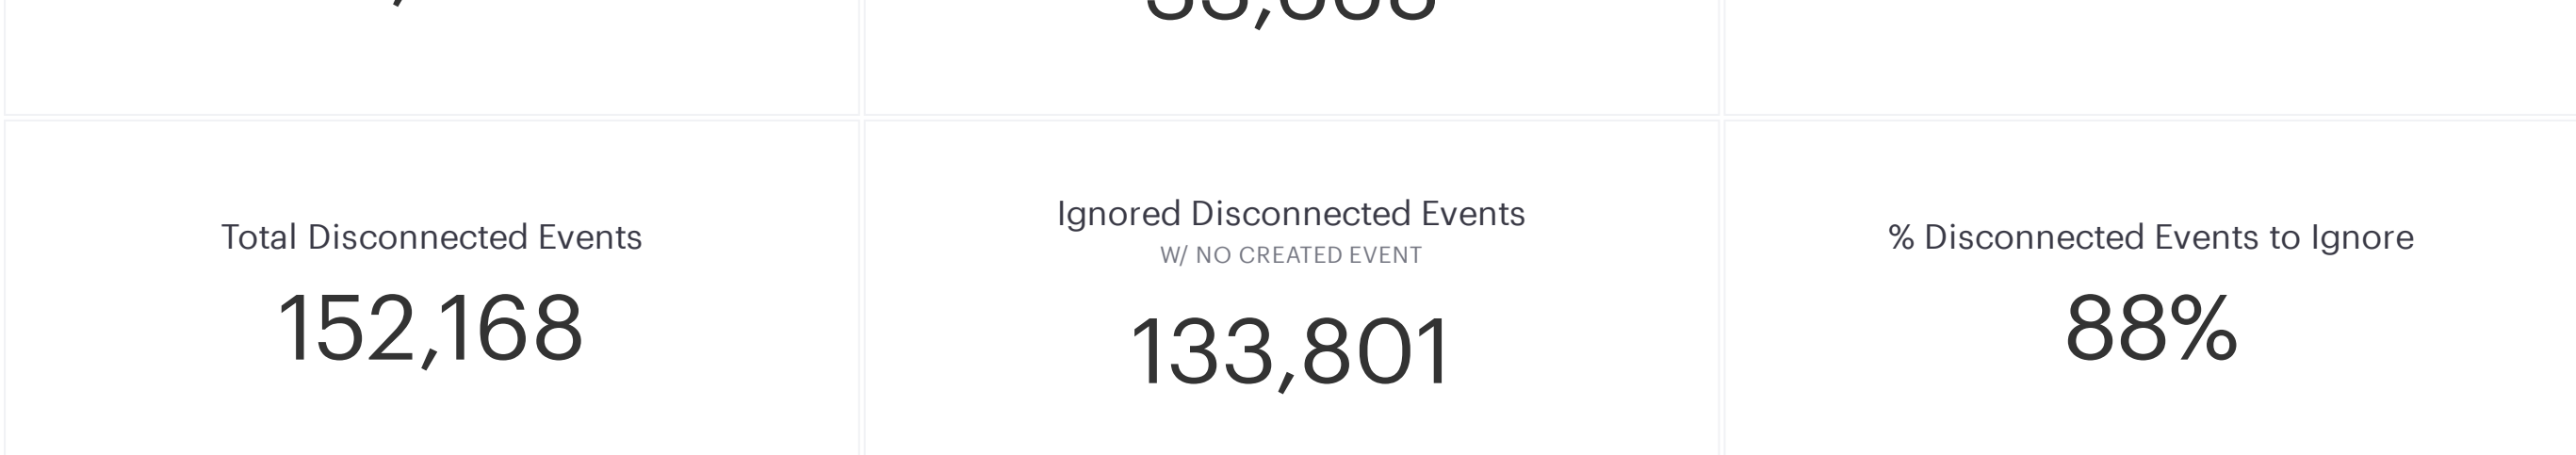 Total Disconnected Events
152,168
Ignored Disconnected Events
W/ NO CREATED EVENT
133,801
% Disconnected Events to Ignore
88%